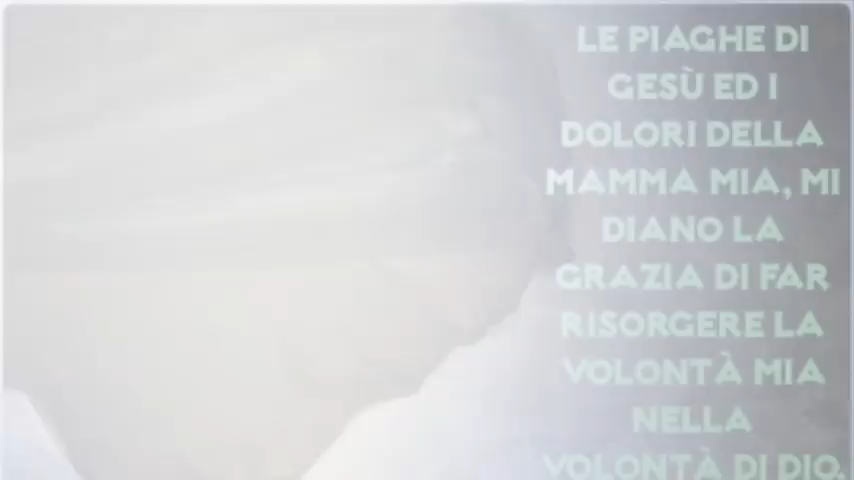 LE PIAGHE DI
GESÙ ED I
DOLORI DELLA
MAMMA MIA, MI
DIANO LA
GRAZIA DI FAR
RISORGERE LA
VOLONTÀ MIA
NELLA
VOLONTÀ DI DIO.